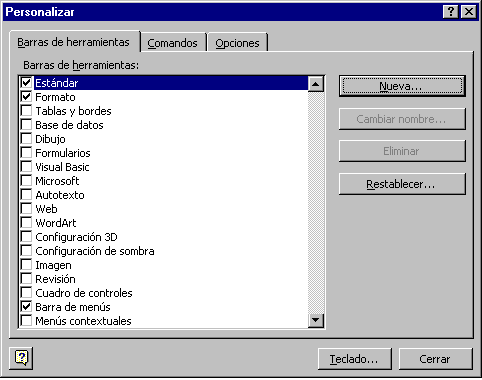 Personalizar
Barras de herramientas Comandos Opciones
Barras de herramientas:
Estándar
Formato
Tablas y bordes
Base de datos
Dibujo
Formularios
Visual Basic
Microsoft
Autotexto
Web
WordArt
Configuración 3D
Configuración de sombra
Imagen
Revisión
Cuadro de controles
Barra de menús
Menús contextuales
Nueva...
Cambiar nombre...
Eliminar
Restablecer...
Teclado... Cerrar